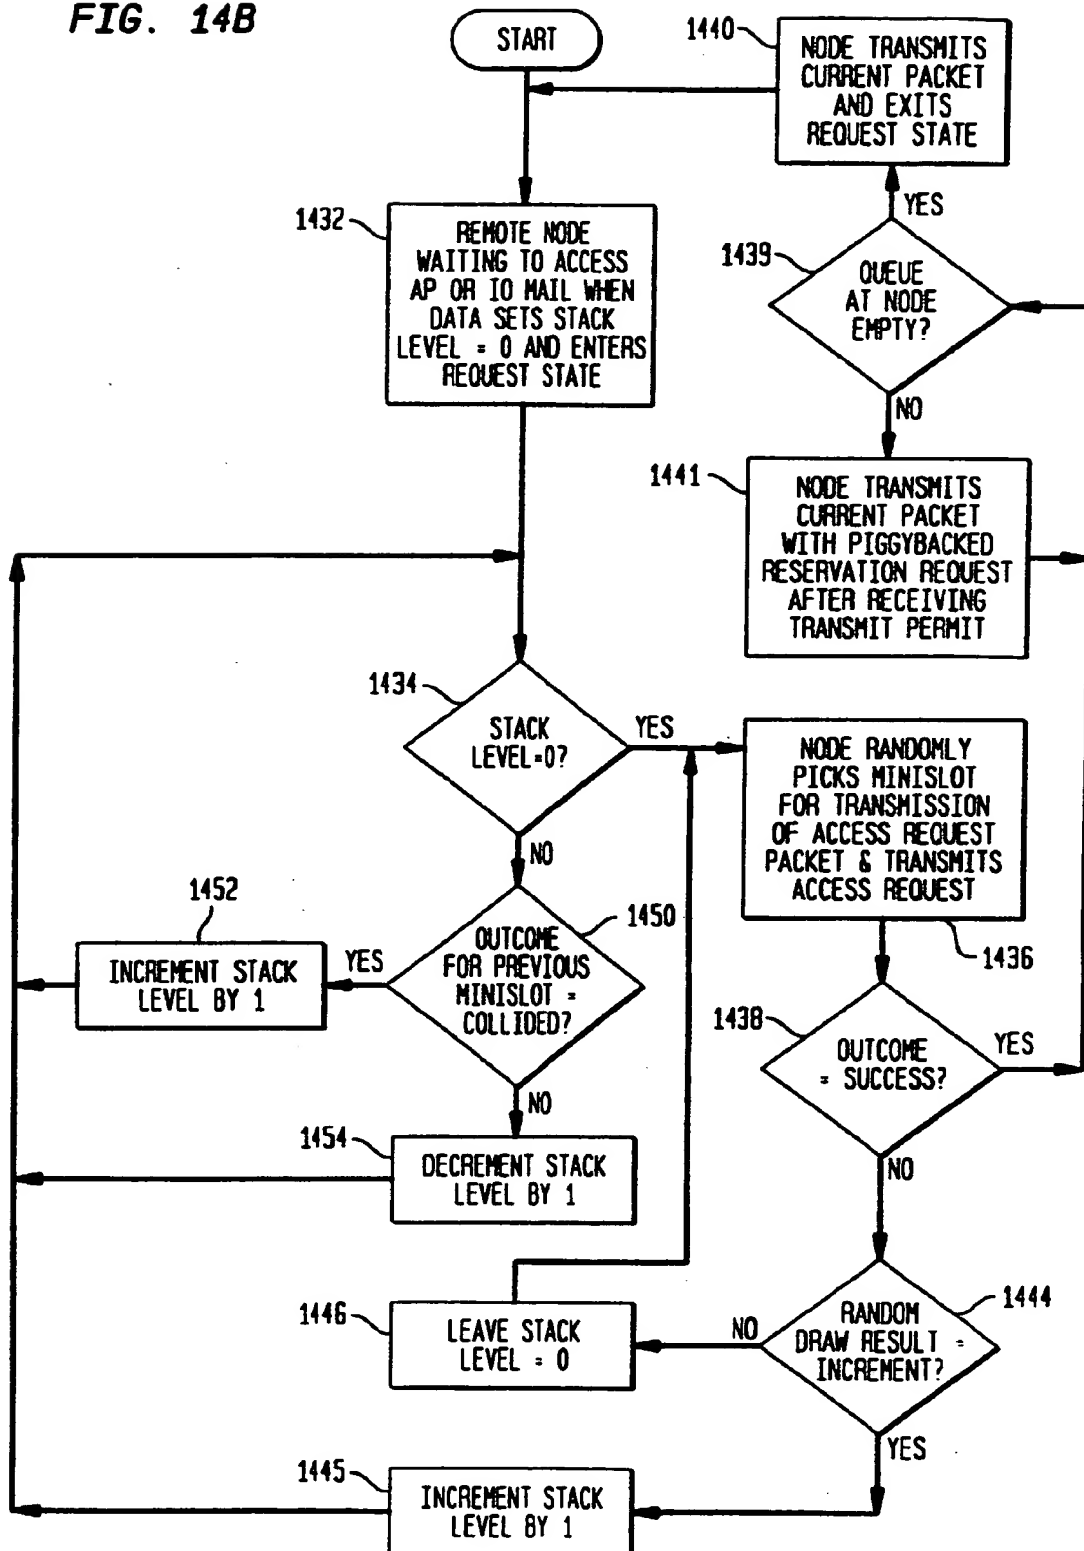 FIG. 14B
START
1440
NODE TRANSMITS
CURRENT PACKET
AND EXITS
REQUEST STATE
YES
1439
QUEUE
AT NODE
EMPTY?
NO
1432
REMOTE NODE
WAITING TO ACCESS
AP OR IO MAIL WHEN
DATA SETS STACK
LEVEL = 0 AND ENTERS
REQUEST STATE
1441
NODE TRANSMITS
CURRENT PACKET
WITH PIGGYBACKED
RESERVATION REQUEST
AFTER RECEIVING
TRANSMIT PERMIT
1434
STACK
LEVEL=0?
YES
NO
NODE RANDOMLY
PICKS MINISLOT
FOR TRANSMISSION
OF ACCESS REQUEST
PACKET & TRANSMITS
ACCESS REQUEST
1436
1452
INCREMENT STACK
LEVEL BY 1
YES
1450
OUTCOME
FOR PREVIOUS
MINISLOT =
COLLIDED?
NO
1438
OUTCOME
= SUCCESS?
YES
NO
1454
DECREMENT STACK
LEVEL BY 1
1446
LEAVE STACK
LEVEL = 0
NO
1444
RANDOM
DRAW RESULT =
INCREMENT?
YES
1445
INCREMENT STACK
LEVEL BY 1